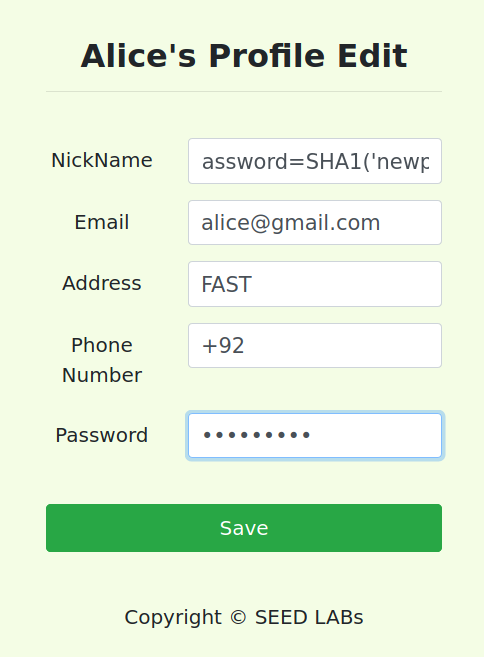 Alice's Profile Edit
NickName
assword=SHA1('newp
Email
alice@gmail.com
Address
FAST
Phone
Number
+92
Password
•••••••••
Save
Copyright © SEED LABs